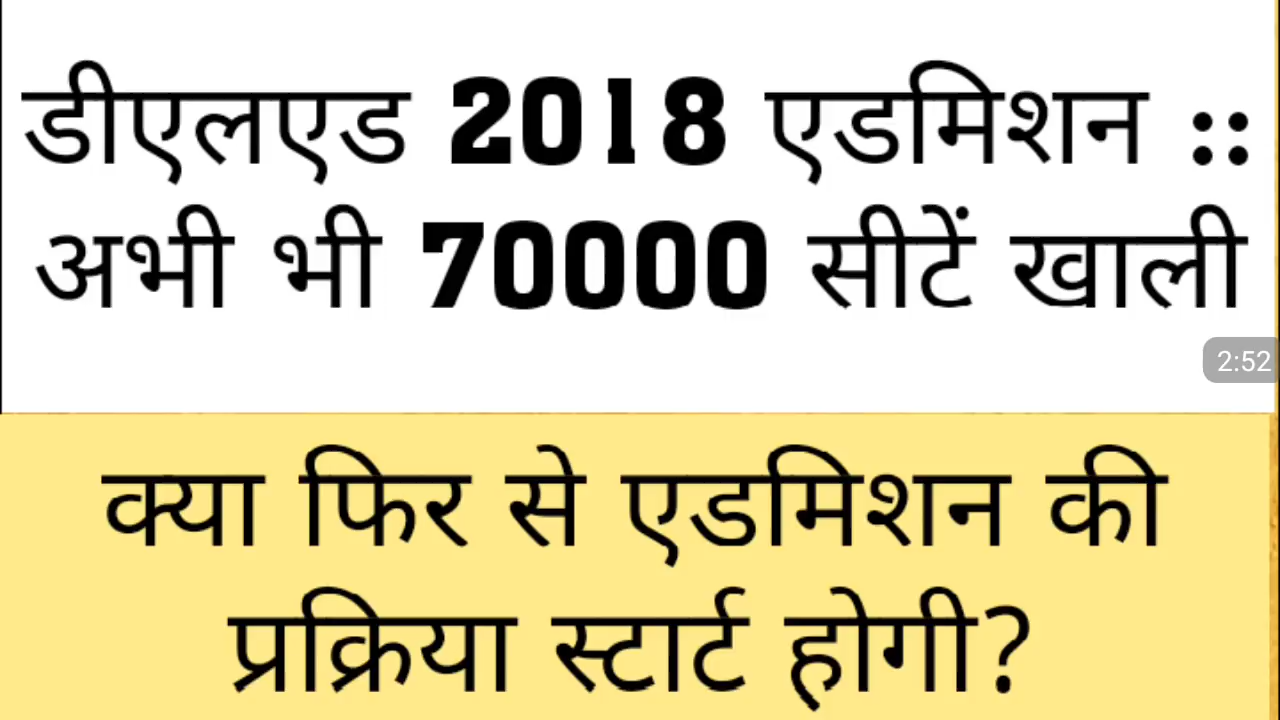 डीएलएड 2018 एडमिशन ::
अभी भी 70000 सीटें खाली
2:52
क्या फिर से एडमिशन की
प्रक्रिया स्टार्ट होगी?